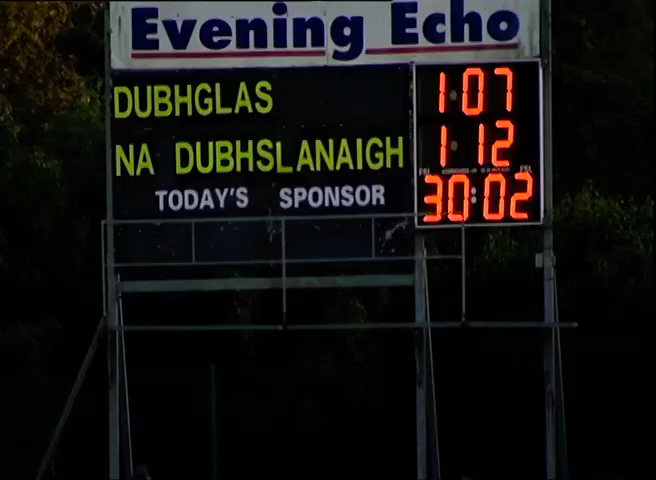 Evening Echo
DUBHGLAS 1·07
NA DUBHSLANAIGH 1·12
TODAY'S SPONSOR 30:02